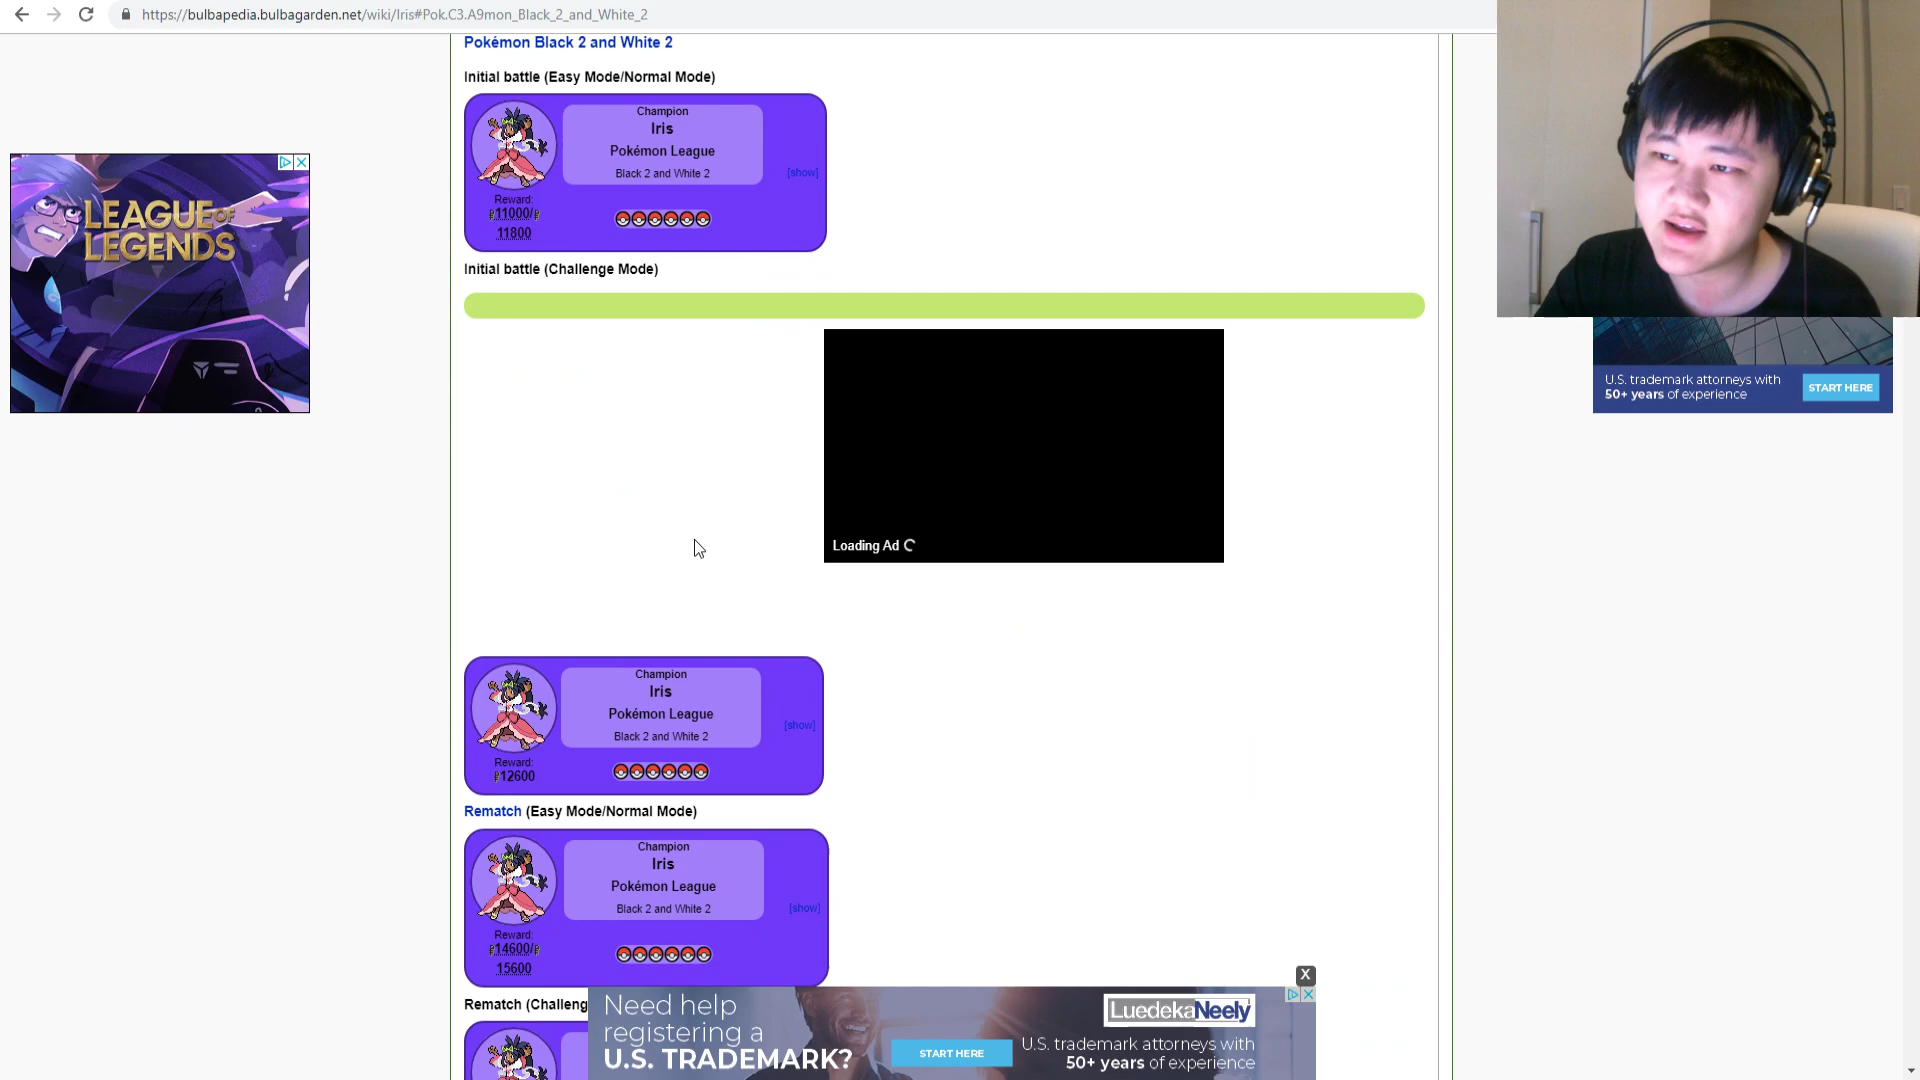 https://bulbapedia.bulbagarden.net/wiki/Iris#Pok.C3.A9mon_Black_2_and_White_2
Pokémon Black 2 and White 2
Initial battle (Easy Mode/Normal Mode)
Champion
Iris
Pokémon League
Black 2 and White 2
[show]
Reward:
11000/
11800
Initial battle (Challenge Mode)
LEAGUE OF
LEGENDS
U.S. trademark attorneys with
50+ years of experience
START HERE
Loading Ad
Champion
Iris
Pokémon League
Black 2 and White 2
[show]
Reward:
12600
Rematch (Easy Mode/Normal Mode)
Champion
Iris
Pokémon League
Black 2 and White 2
[show]
Reward:
14600/
15600
Rematch (Challeng
X
Need help
registering a
U.S. TRADEMARK?
START HERE
LuedekaNeely
U.S. trademark attorneys with
50+ years of experience